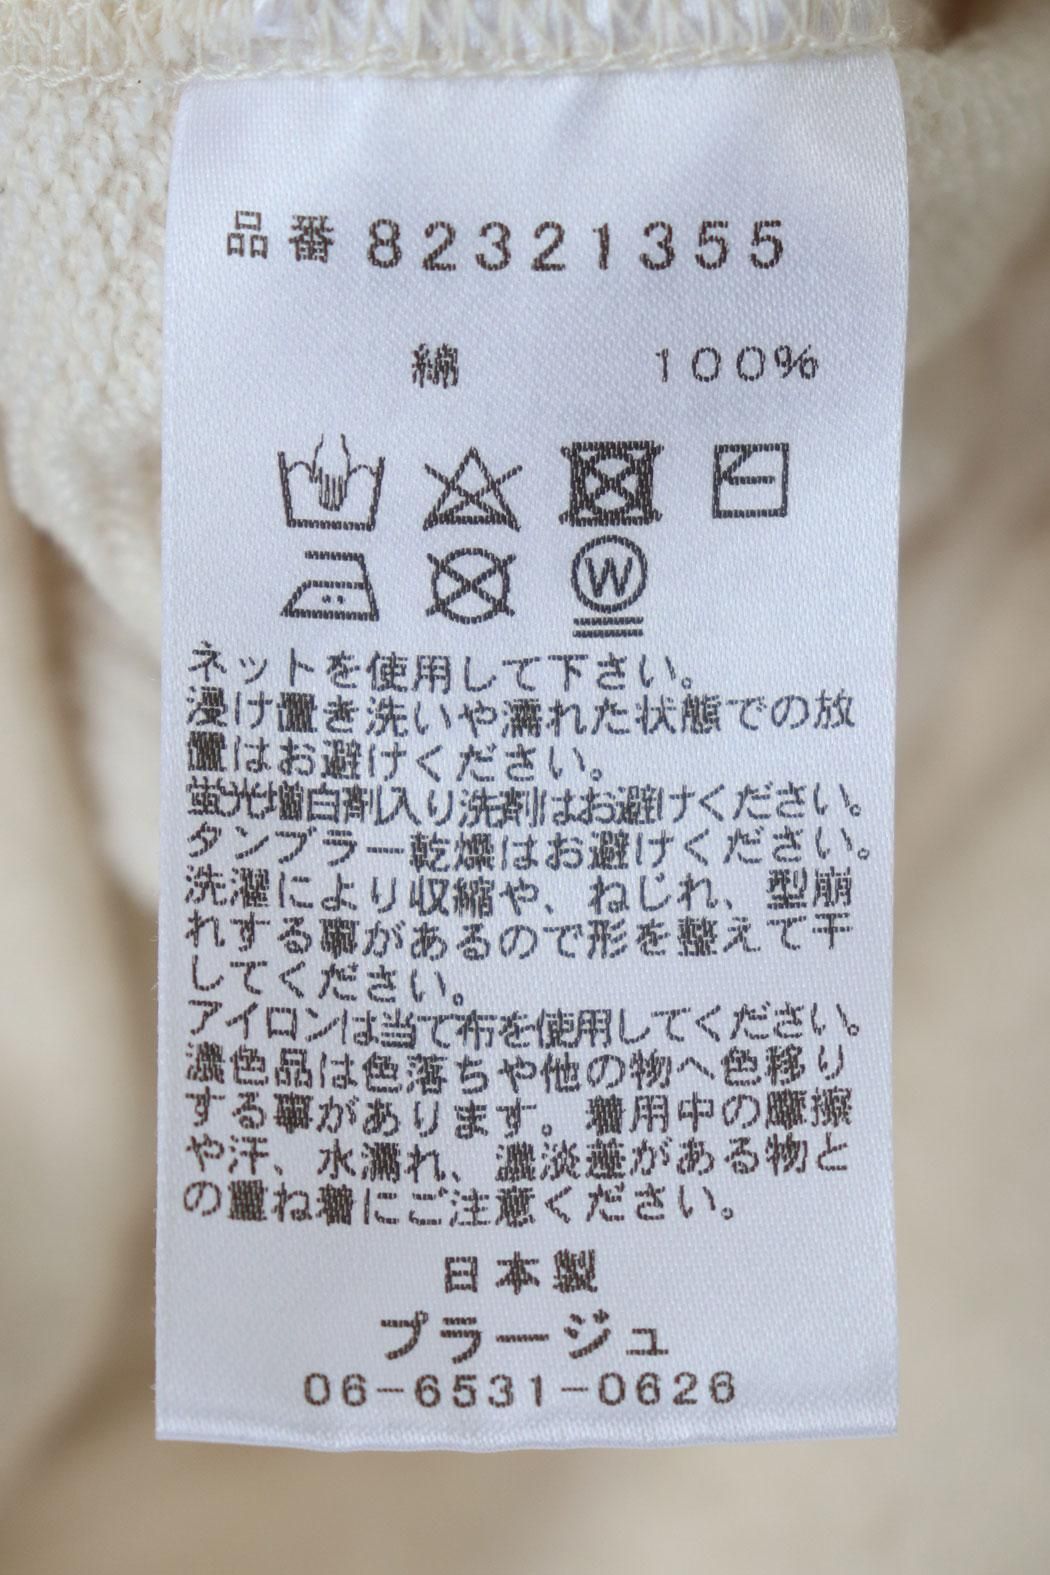 品番 82321355
綿 100%
W
ネットを使用して下さい。
浸け置き洗いや濡れた状態での放
置はお避けください。
蛍光増白剤入り洗剤はお避けください。
タンブラー乾燥はお避けください。
洗濯により収縮や、ねじれ、型崩
れする事があるので形を整えて干
してください。
アイロンは当て布を使用してください。
濃色品は色落ちや他の物へ色移り
する事があります。着用中の摩擦
や汗、水漏れ、濃淡差がある物と
の重ね着にご注意ください。
日本製
プラージュ
06-6531-0626